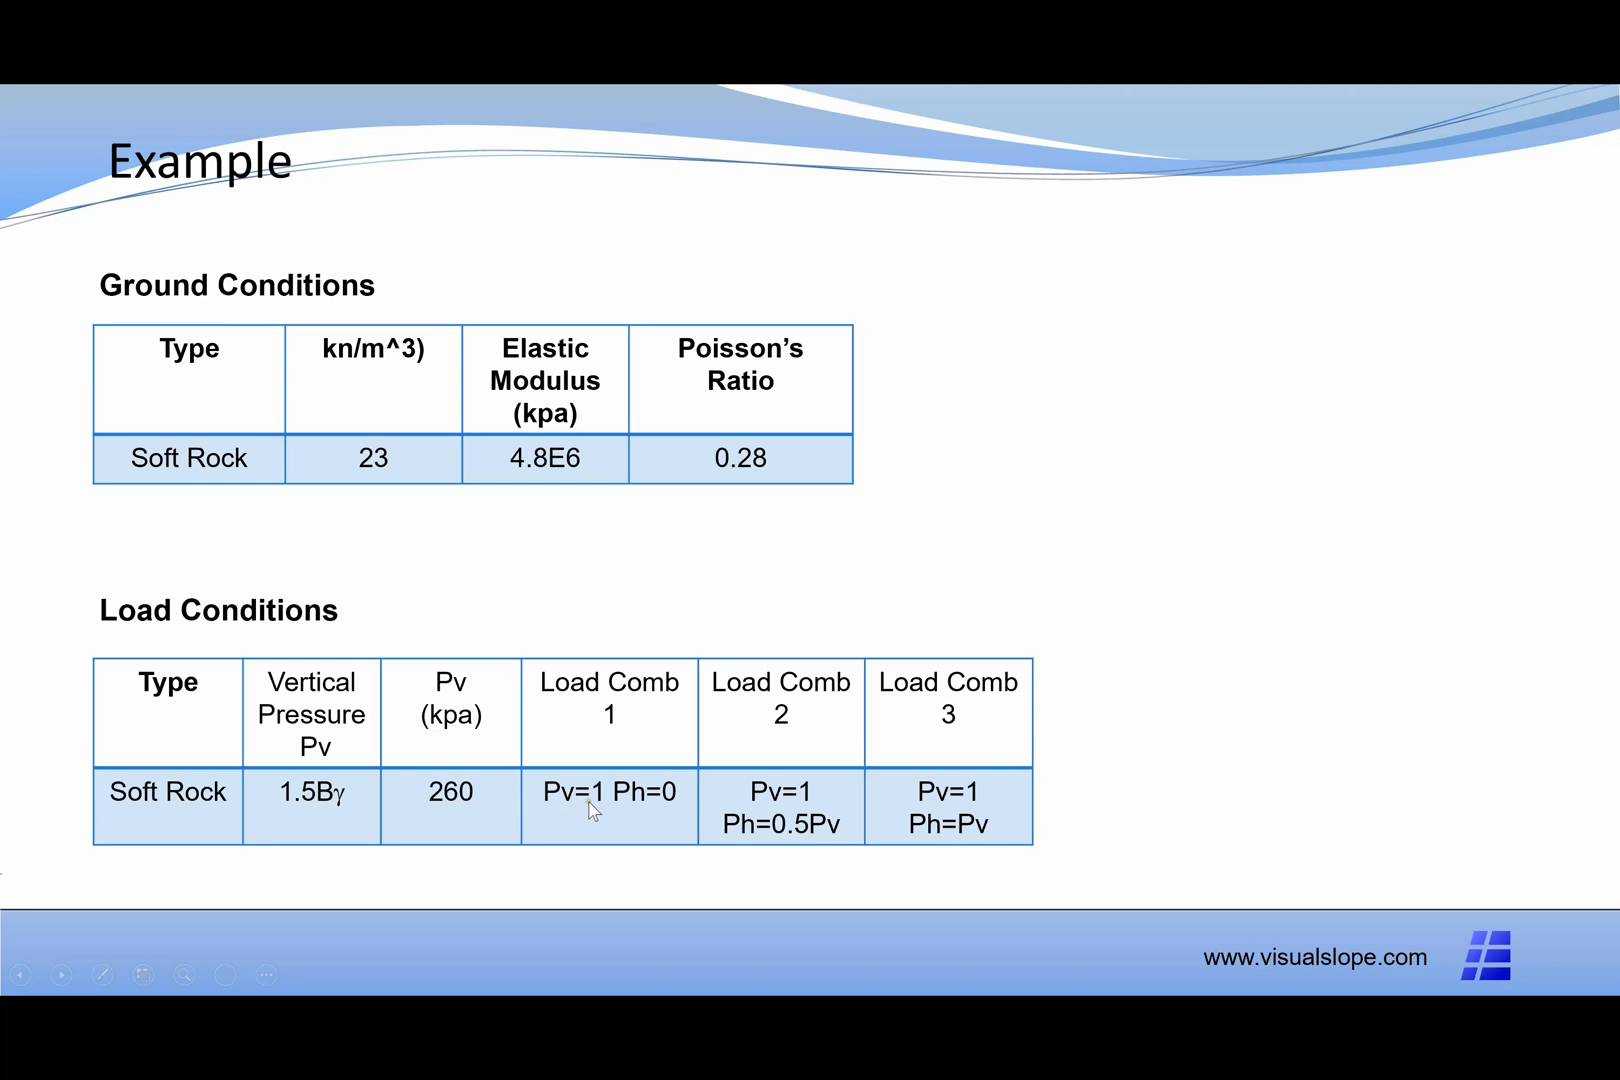 Example
Ground Conditions
Type
kn/m^3)
Elastic
Modulus
(kpa)
Poisson’s
Ratio
Soft Rock
23
4.8E6
0.28
Load Conditions
Type
Vertical
Pressure
Pv
Pv
(kpa)
Load Comb
1
Load Comb
2
Load Comb
3
Soft Rock
1.5Bγ
260
Pv=1 Ph=0
Pv=1
Ph=0.5Pv
Pv=1
Ph=Pv
www.visualslope.com